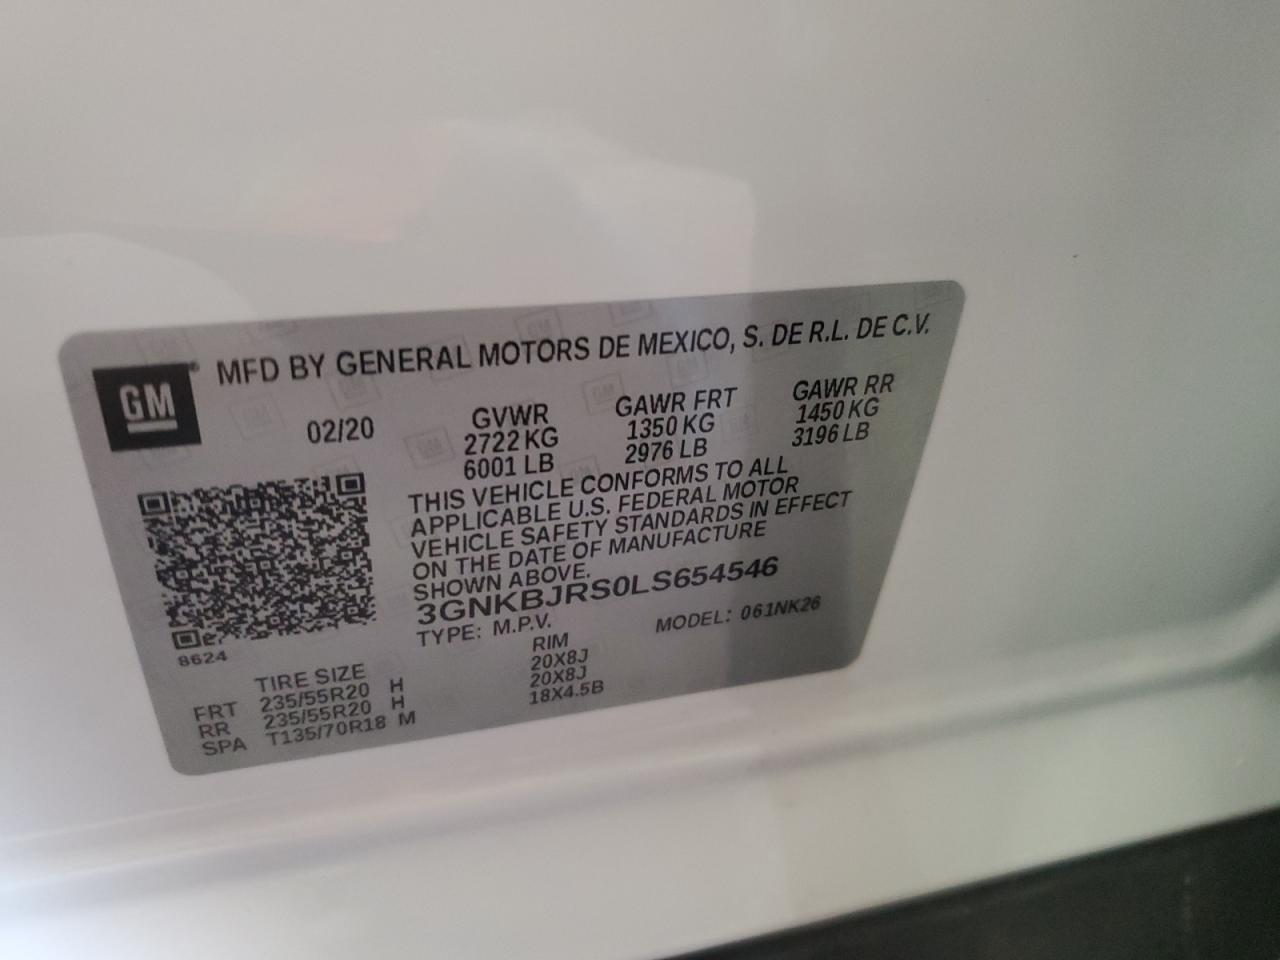 GM® MFD BY GENERAL MOTORS DE MEXICO, S. DE R.L. DE C.V.
02/20
GVWR
2722 KG
6001 LB
GAWR FRT
1350 KG
2976 LB
GAWR RR
1450 KG
3196 LB
THIS VEHICLE CONFORMS TO ALL
APPLICABLE U.S. FEDERAL MOTOR
VEHICLE SAFETY STANDARDS IN EFFECT
ON THE DATE OF MANUFACTURE
SHOWN ABOVE.
3GNKBJRS0LS654546
TYPE: M.P.V. MODEL: 061NK26
8624
TIRE SIZE RIM
FRT 235/55R20 H 20X8J
RR 235/55R20 H 20X8J
SPA T135/70R18 M 18X4.5B